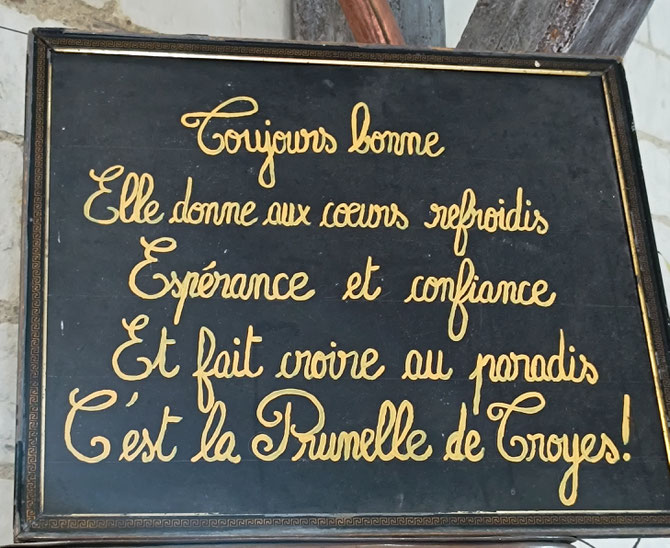 Toujours bonne
Elle donne aux coeurs refroidis
Espérance et confiance
Et fait croire au paradis
C'est la Prunelle de Troyes!